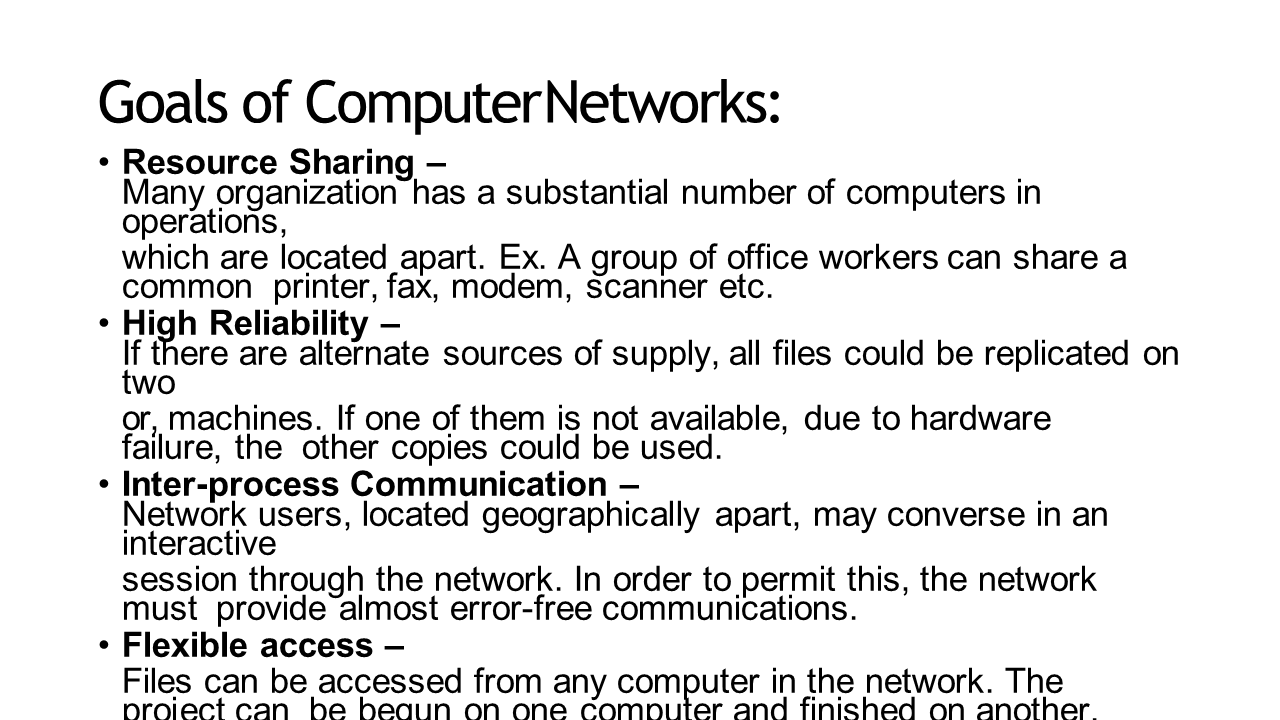 Goals of Computer Networks:
• Resource Sharing –
Many organization has a substantial number of computers in
operations,
which are located apart. Ex. A group of office workers can share a
common printer, fax, modem, scanner etc.
• High Reliability –
If there are alternate sources of supply, all files could be replicated on
two
or, machines. If one of them is not available, due to hardware
failure, the other copies could be used.
• Inter-process Communication –
Network users, located geographically apart, may converse in an
interactive
session through the network. In order to permit this, the network
must provide almost error-free communications.
• Flexible access –
Files can be accessed from any computer in the network. The
project can be begun on one computer and finished on another.